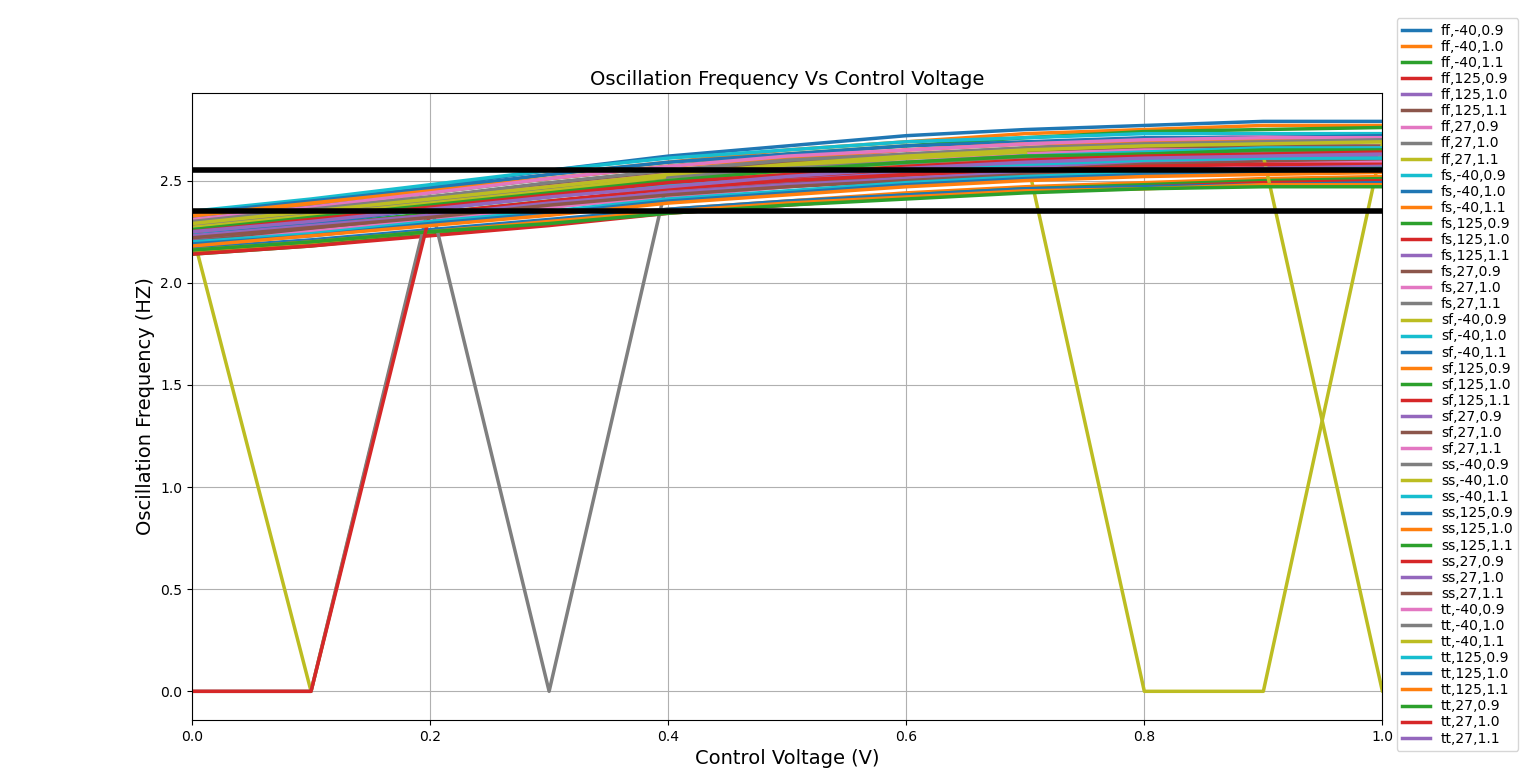 Oscillation Frequency Vs Control Voltage
Oscillation Frequency (HZ)
2.5
2.0
1.5
1.0
0.5
0.0
0.0
0.2
0.4
0.6
0.8
1.0
Control Voltage (V)
ff,-40,0.9
ff,-40,1.0
ff,-40,1.1
ff,125,0.9
ff,125,1.0
ff,125,1.1
ff,27,0.9
ff,27,1.0
ff,27,1.1
fs,-40,0.9
fs,-40,1.0
fs,-40,1.1
fs,125,0.9
fs,125,1.0
fs,125,1.1
fs,27,0.9
fs,27,1.0
fs,27,1.1
sf,-40,0.9
sf,-40,1.0
sf,-40,1.1
sf,125,0.9
sf,125,1.0
sf,125,1.1
sf,27,0.9
sf,27,1.0
sf,27,1.1
ss,-40,0.9
ss,-40,1.0
ss,-40,1.1
ss,125,0.9
ss,125,1.0
ss,125,1.1
ss,27,0.9
ss,27,1.0
ss,27,1.1
tt,-40,0.9
tt,-40,1.0
tt,-40,1.1
tt,125,0.9
tt,125,1.0
tt,125,1.1
tt,27,0.9
tt,27,1.0
tt,27,1.1